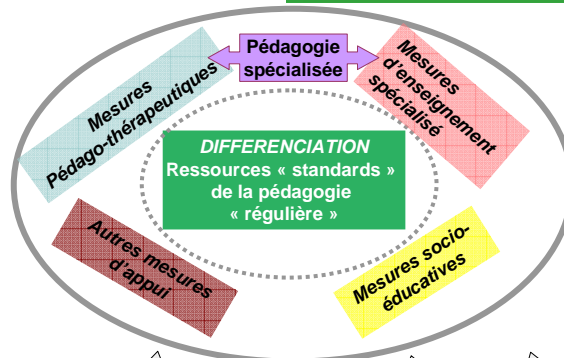 Pédagogie
spécialisée
Mesures
Pédago-thérapeutiques
Mesures
d'enseignement
spécialisé
DIFFERENCIATION
Ressources « standards »
de la pédagogie
« régulière »
Autres mesures
d'appui
Mesures socio-
éducatives